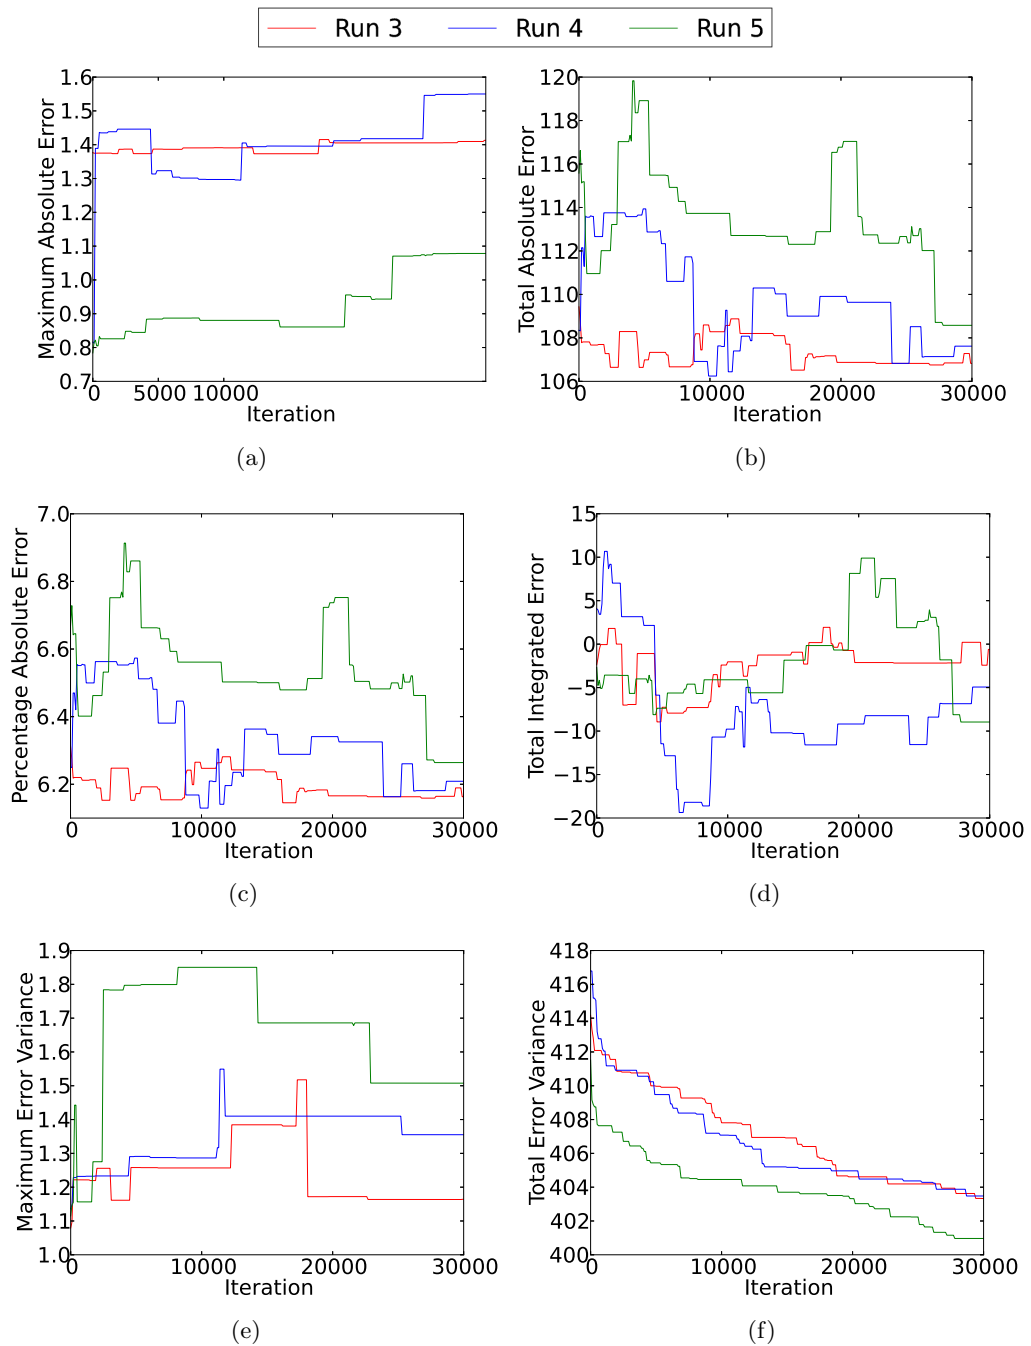 Run 3 Run 4 Run 5
Maximum Absolute Error
1.6
1.5
1.4
1.3
1.2
1.1
1.0
0.9
0.8
0.7
0 5000 10000
Iteration
(a)
Total Absolute Error
120
118
116
114
112
110
108
106
0 10000 20000 30000
Iteration
(b)
Percentage Absolute Error
7.0
6.8
6.6
6.4
6.2
0 10000 20000 30000
Iteration
(c)
Total Integrated Error
15
10
5
0
−5
−10
−15
−20
0 10000 20000 30000
Iteration
(d)
Maximum Error Variance
1.9
1.8
1.7
1.6
1.5
1.4
1.3
1.2
1.1
1.0
0 10000 20000 30000
Iteration
(e)
Total Error Variance
418
416
414
412
410
408
406
404
402
400
0 10000 20000 30000
Iteration
(f)